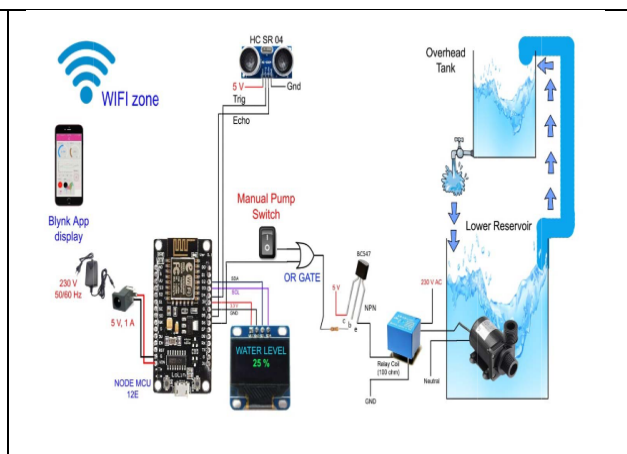 HC SR 04
5 V
Gnd
Trig
Echo
WIFI zone
Overhead
Tank
Blynk App
display
Manual Pump
Switch
OR GATE
BC547
5 V
NPN
c
b
e
Lower Reservoir
230 V
50/60 Hz
5 V, 1 A
SDA
SCL
3.3 V
GND
WATER LEVEL
25 %
NODE MCU
12E
230 V AC
Relay Coil
(100 ohm)
GND
Neutral